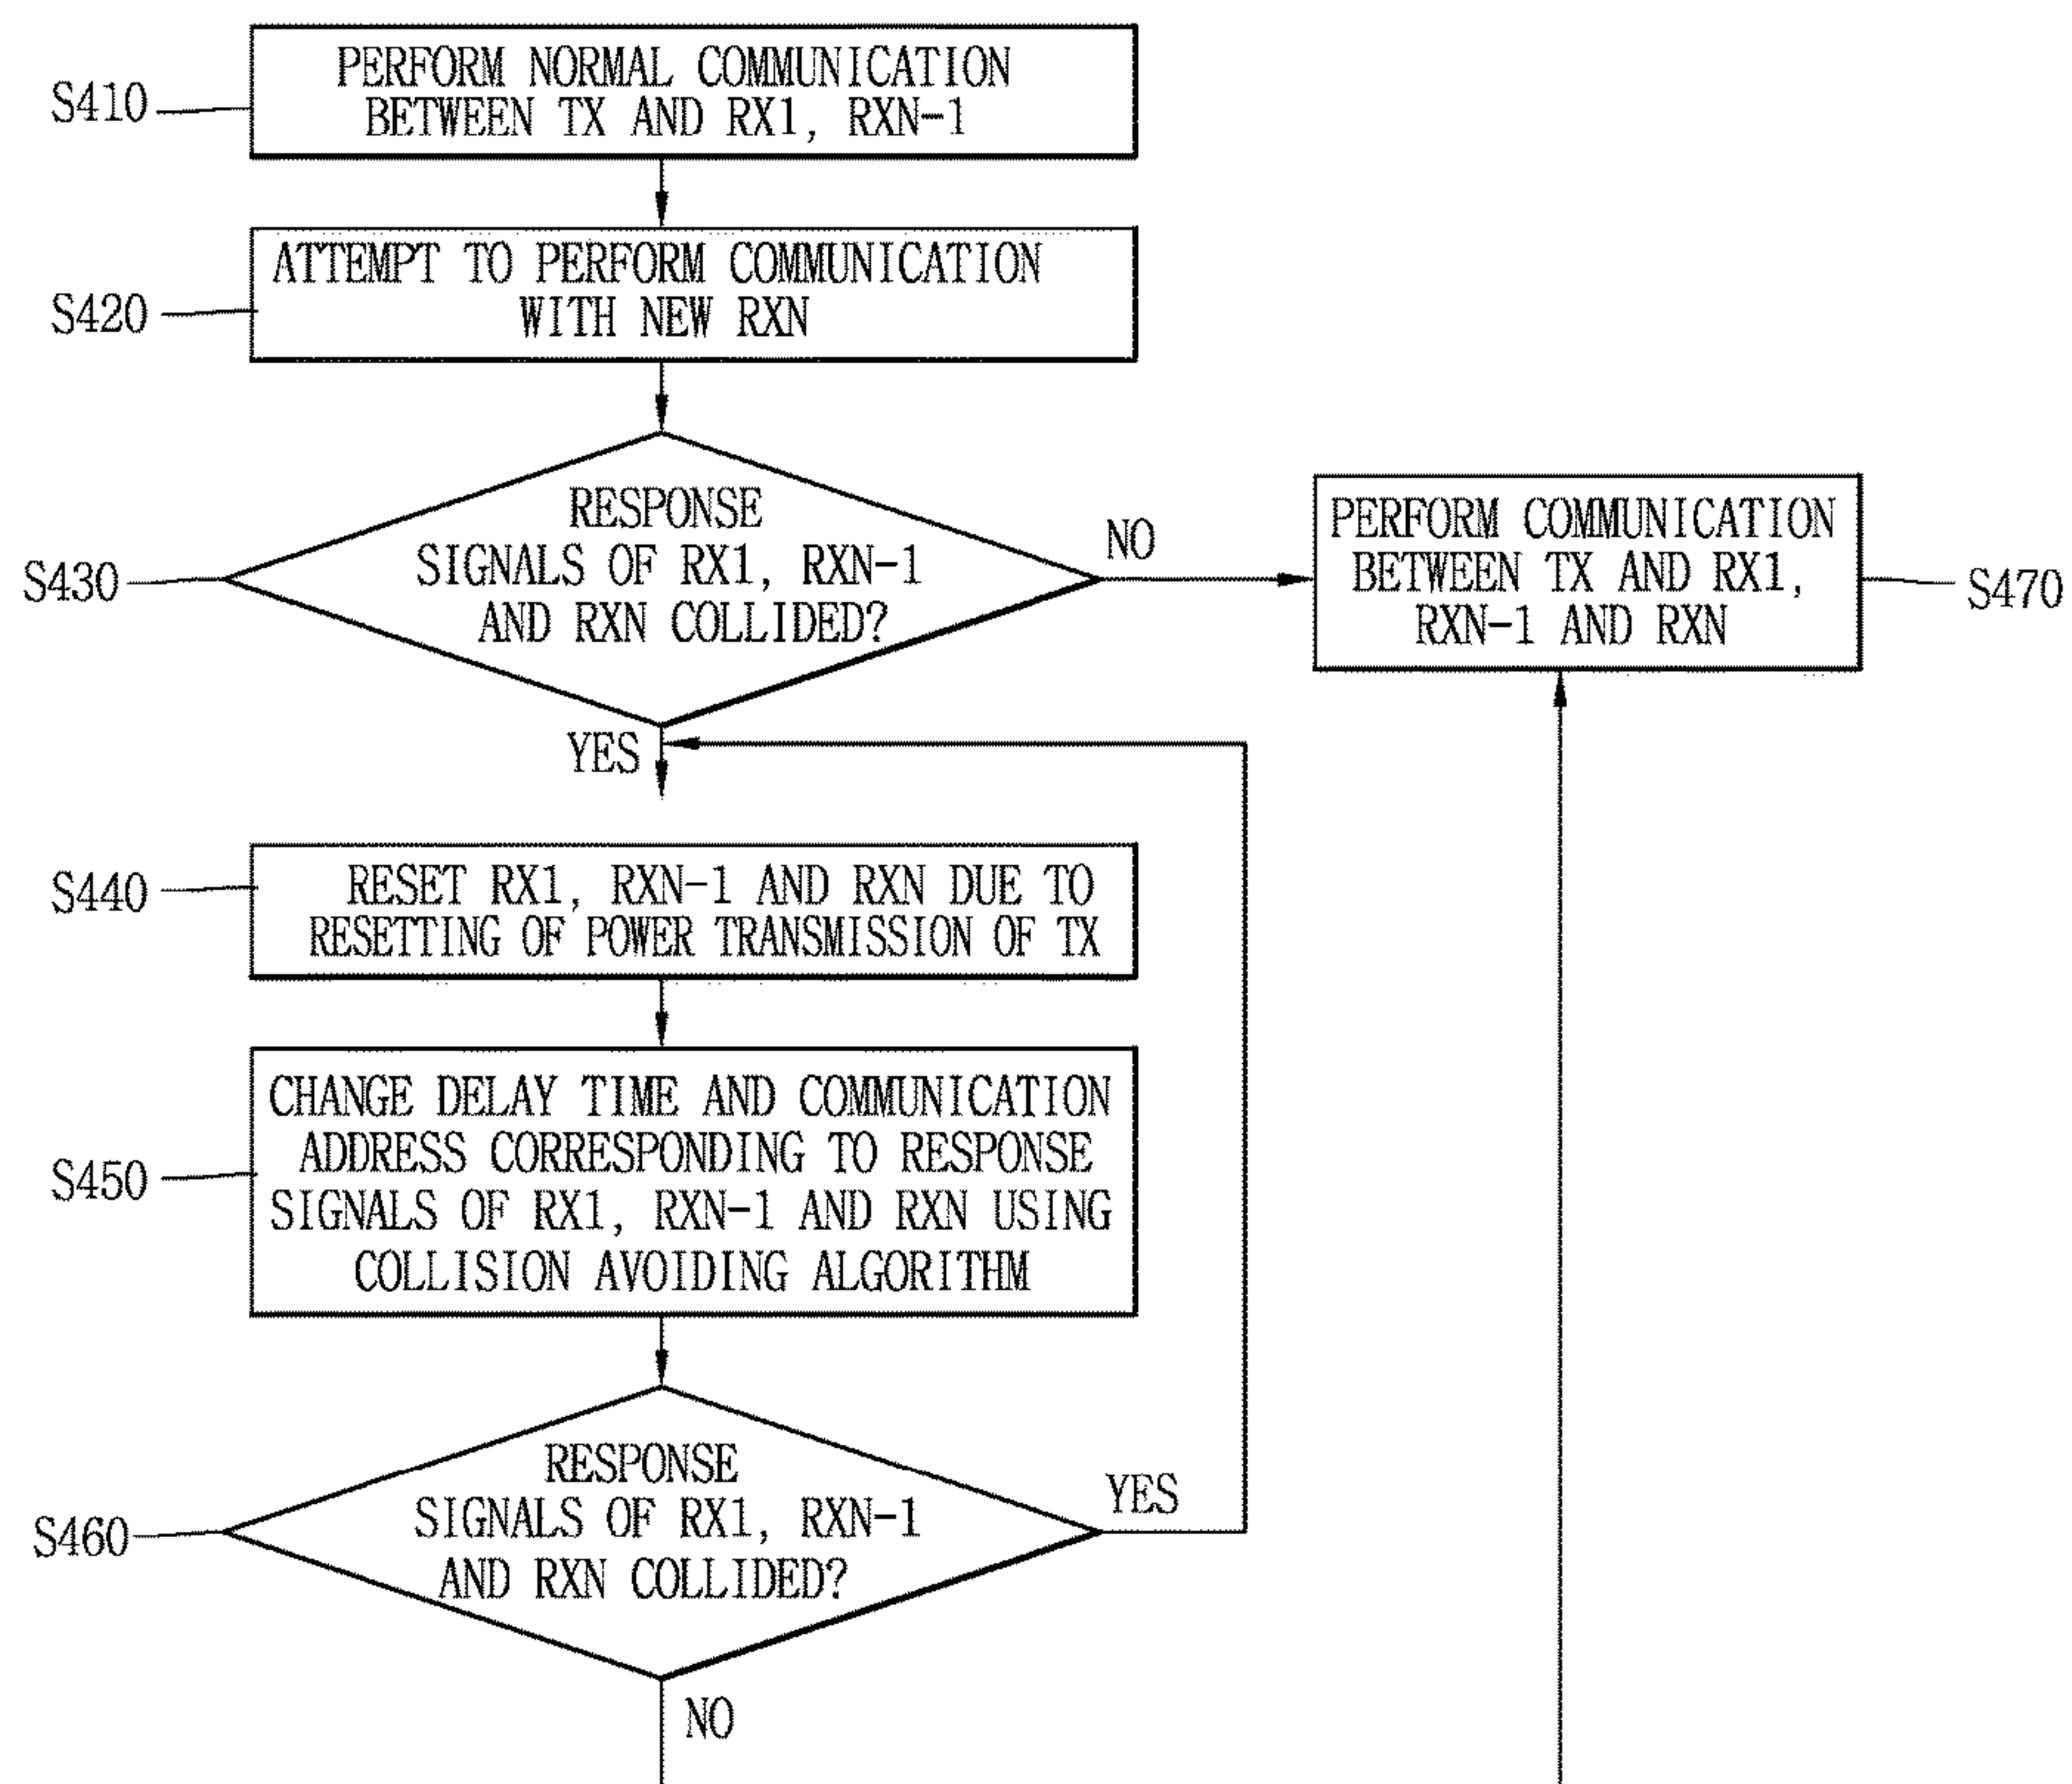 S410
PERFORM NORMAL COMMUNICATION
BETWEEN TX AND RX1, RXN-1
S420
ATTEMPT TO PERFORM COMMUNICATION
WITH NEW RXN
S430
RESPONSE
SIGNALS OF RX1, RXN-1
AND RXN COLLIDED?
NO
PERFORM COMMUNICATION
BETWEEN TX AND RX1,
RXN-1 AND RXN
S470
YES
S440
RESET RX1, RXN-1 AND RXN DUE TO
RESETTING OF POWER TRANSMISSION OF TX
S450
CHANGE DELAY TIME AND COMMUNICATION
ADDRESS CORRESPONDING TO RESPONSE
SIGNALS OF RX1, RXN-1 AND RXN USING
COLLISION AVOIDING ALGORITHM
S460
RESPONSE
SIGNALS OF RX1, RXN-1
AND RXN COLLIDED?
YES
NO